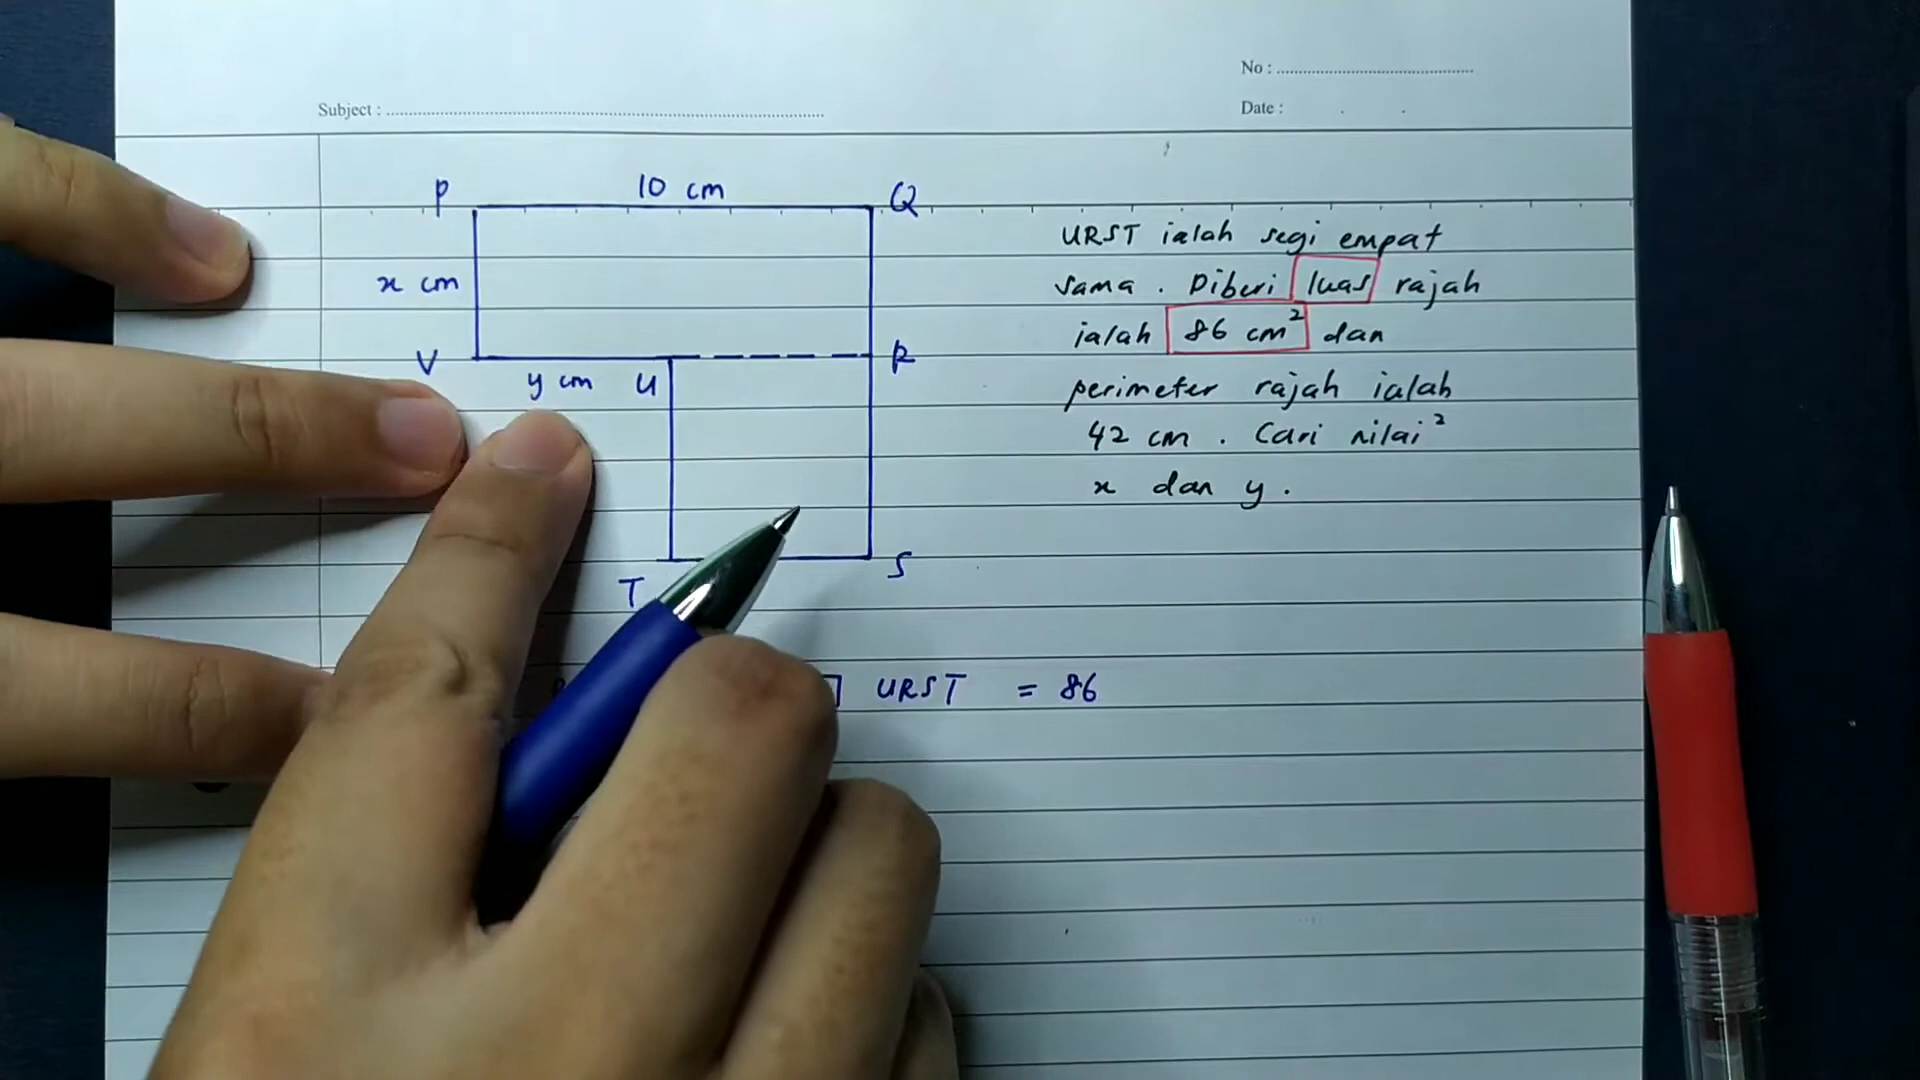 No :
Subject :
Date :
P 10 cm Q
x cm
V y cm U R
T S
URST ialah segi empat
sama . Diberi luas rajah
ialah 86 cm² dan
perimeter rajah ialah
42 cm . Cari nilai²
x dan y .
URST = 86